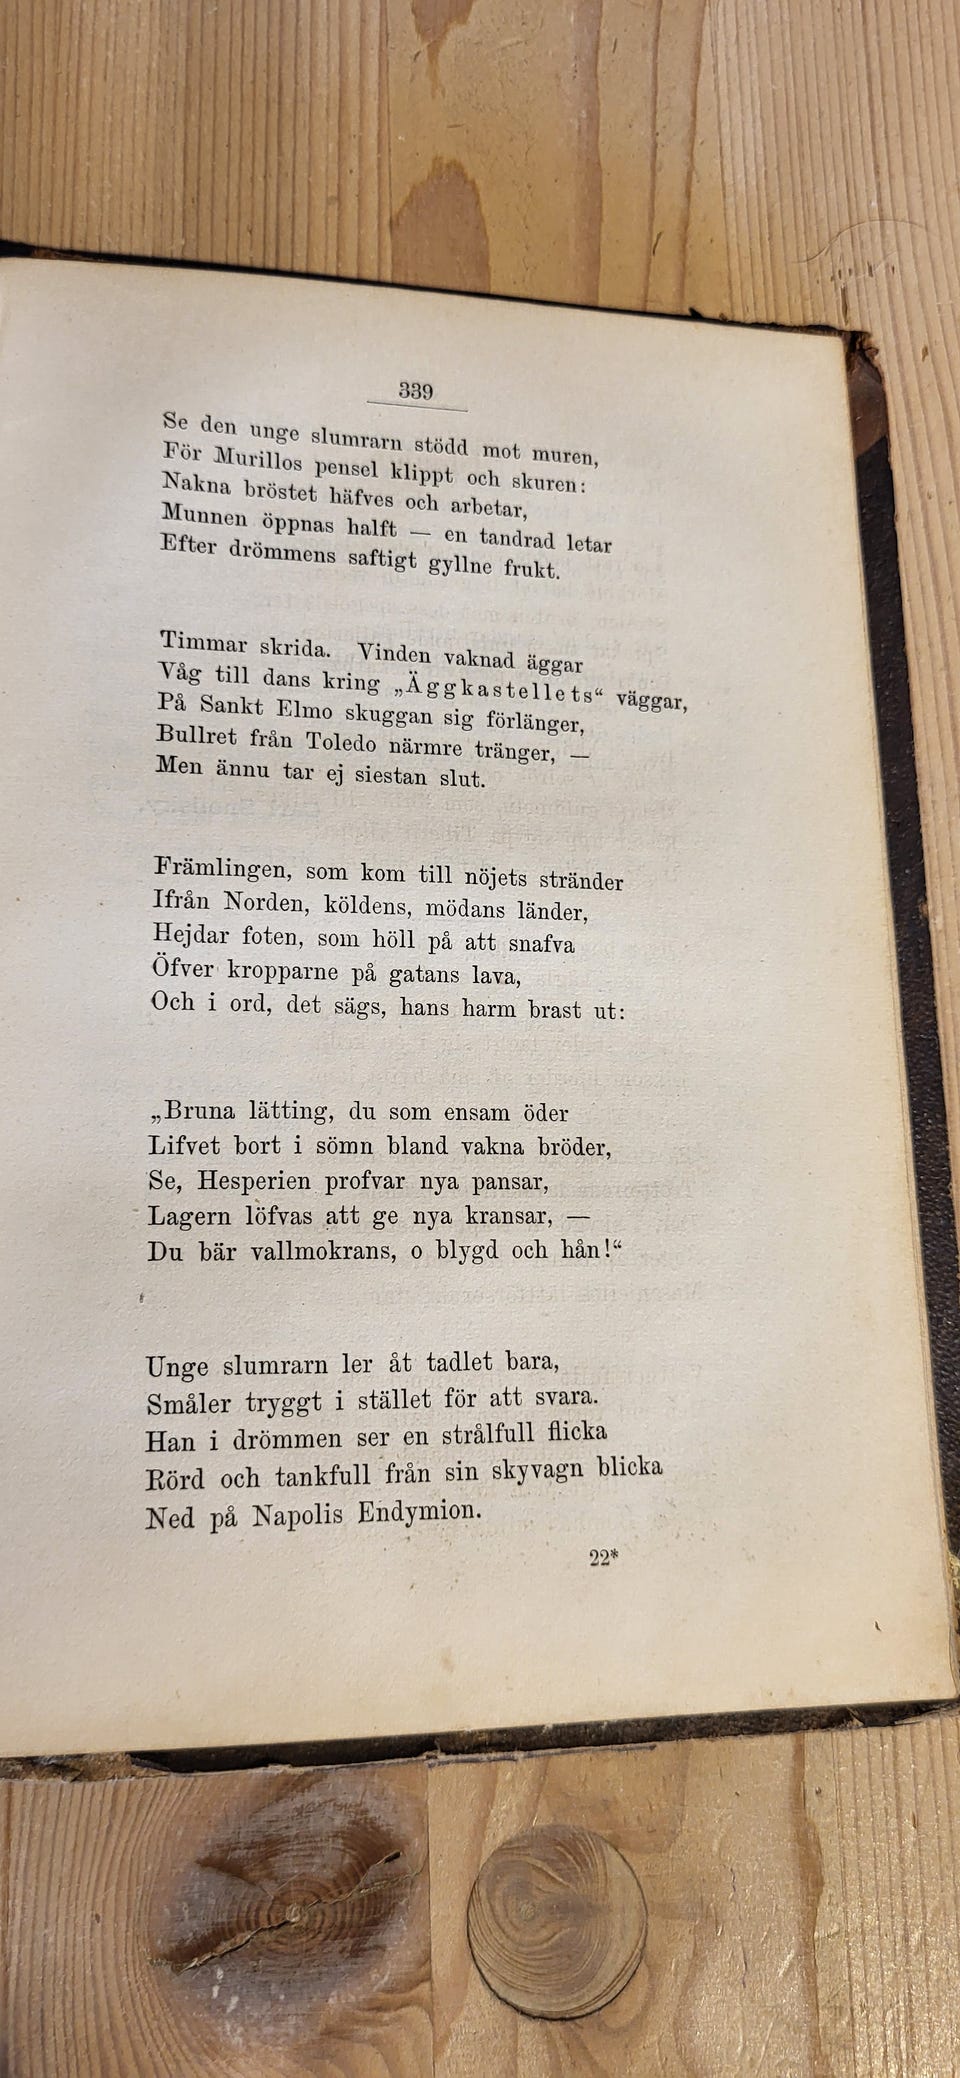 339
Se den unge slumrarn stödd mot muren,
För Murillos pensel klippt och skuren:
Nakna bröstet häfves och arbetar,
Munnen öppnas halft — en tandrad letar
Efter drömmens saftigt gyllne frukt.
Timmar skrida. Vinden vaknad äggar
Våg till dans kring „Äggkastellets“ väggar,
På Sankt Elmo skuggan sig förlänger,
Bullret från Toledo närmre tränger, —
Men ännu tar ej siestan slut.
Främlingen, som kom till nöjets stränder
Ifrån Norden, köldens, mödans länder,
Hejdar foten, som höll på att snafva
Öfver kropparne på gatans lava,
Och i ord, det sägs, hans harm brast ut:
„Bruna lätting, du som ensam öder
Lifvet bort i sömn bland vakna bröder,
Se, Hesperien profvar nya pansar,
Lagern löfvas att ge nya kransar, —
Du bär vallmokrans, o blygd och hån!“
Unge slumrarn ler åt tadlet bara,
Småler tryggt i stället för att svara.
Han i drömmen ser en strålfull flicka
Rörd och tankfull från sin skyvagn blicka
Ned på Napolis Endymion.
22*